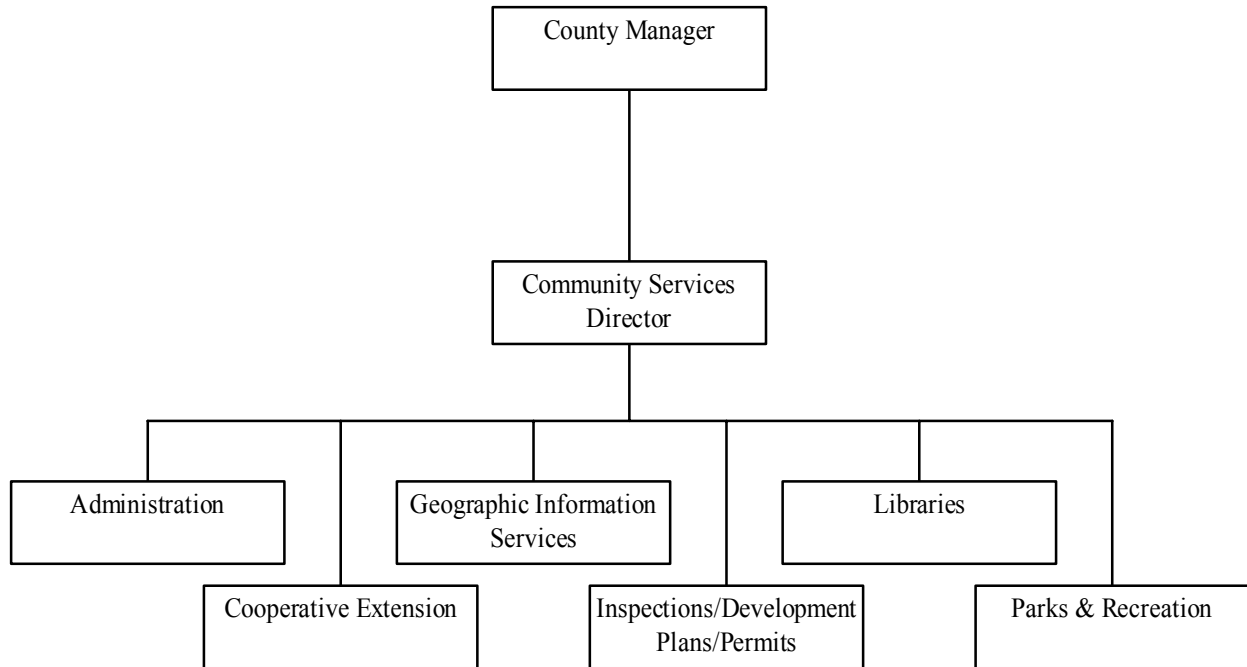 County Manager
Community Services
Director
Administration
Geographic Information
Services
Libraries
Cooperative Extension
Inspections/Development
Plans/Permits
Parks & Recreation